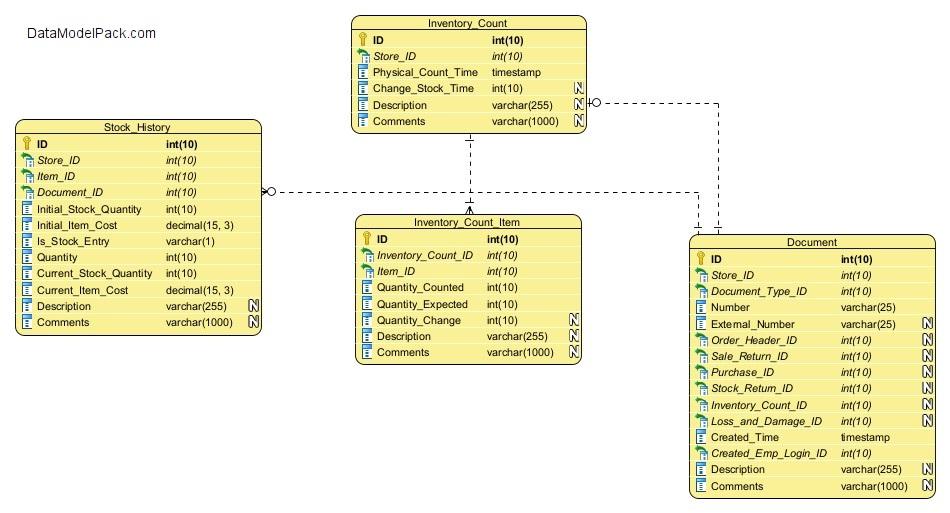 DataModelPack.com
Inventory_Count
ID int(10)
Store_ID int(10)
Physical_Count_Time timestamp
Change_Stock_Time int(10) N
Description varchar(255) N
Comments varchar(1000) N
Stock_History
ID int(10)
Store_ID int(10)
Item_ID int(10)
Document_ID int(10)
Initial_Stock_Quantity int(10)
Initial_Item_Cost decimal(15, 3)
Is_Stock_Entry varchar(1)
Quantity int(10)
Current_Stock_Quantity int(10)
Current_Item_Cost decimal(15, 3)
Description varchar(255) N
Comments varchar(1000) N
Inventory_Count_Item
ID int(10)
Inventory_Count_ID int(10)
Item_ID int(10)
Quantity_Counted int(10)
Quantity_Expected int(10)
Quantity_Change int(10) N
Description varchar(255) N
Comments varchar(1000) N
Document
ID int(10)
Store_ID int(10)
Document_Type_ID int(10)
Number varchar(25)
External_Number varchar(25) N
Order_Header_ID int(10) N
Sale_Return_ID int(10) N
Purchase_ID int(10) N
Stock_Return_ID int(10) N
Inventory_Count_ID int(10) N
Loss_and_Damage_ID int(10) N
Created_Time timestamp
Created_Emp_Login_ID int(10)
Description varchar(255) N
Comments varchar(1000) N